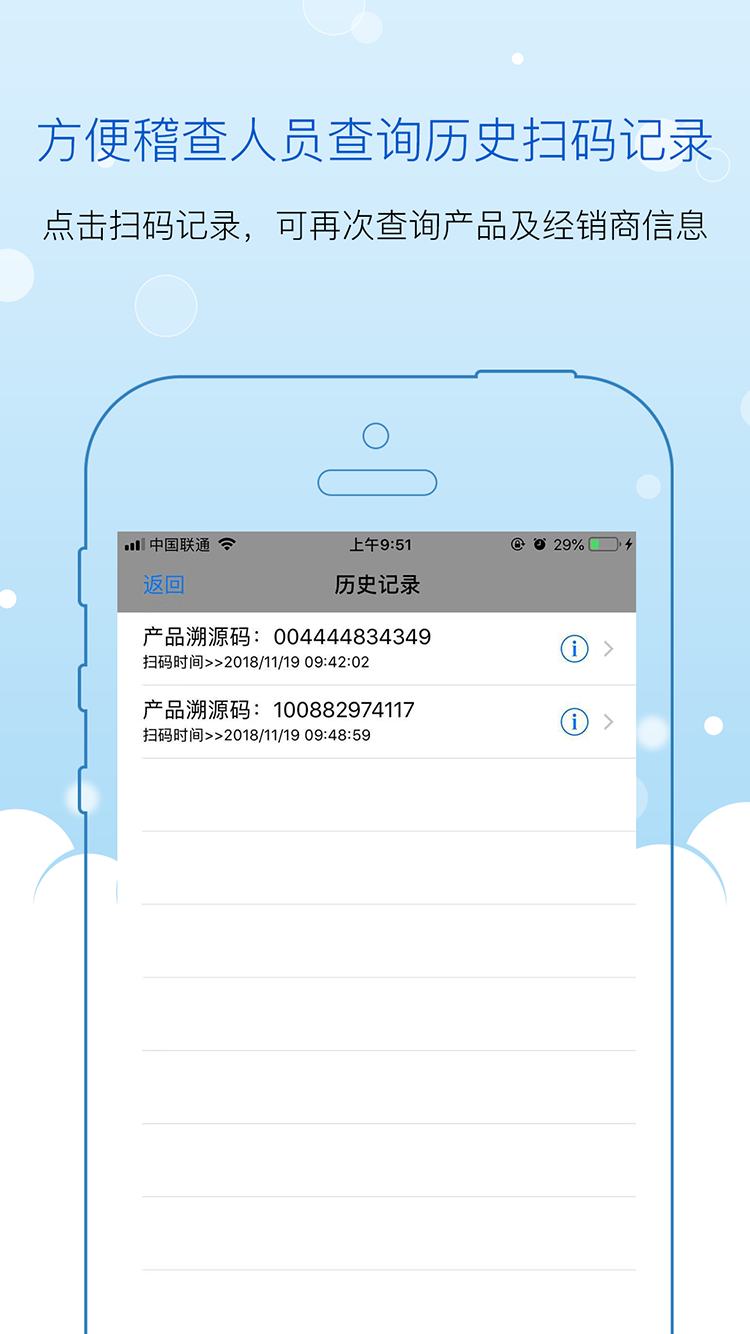 方便稽查人员查询历史扫码记录
点击扫码记录，可再次查询产品及经销商信息
中国联通 上午9:51 29%
返回 历史记录
产品溯源码：004444834349
扫码时间>>2018/11/19 09:42:02
产品溯源码：100882974117
扫码时间>>2018/11/19 09:48:59